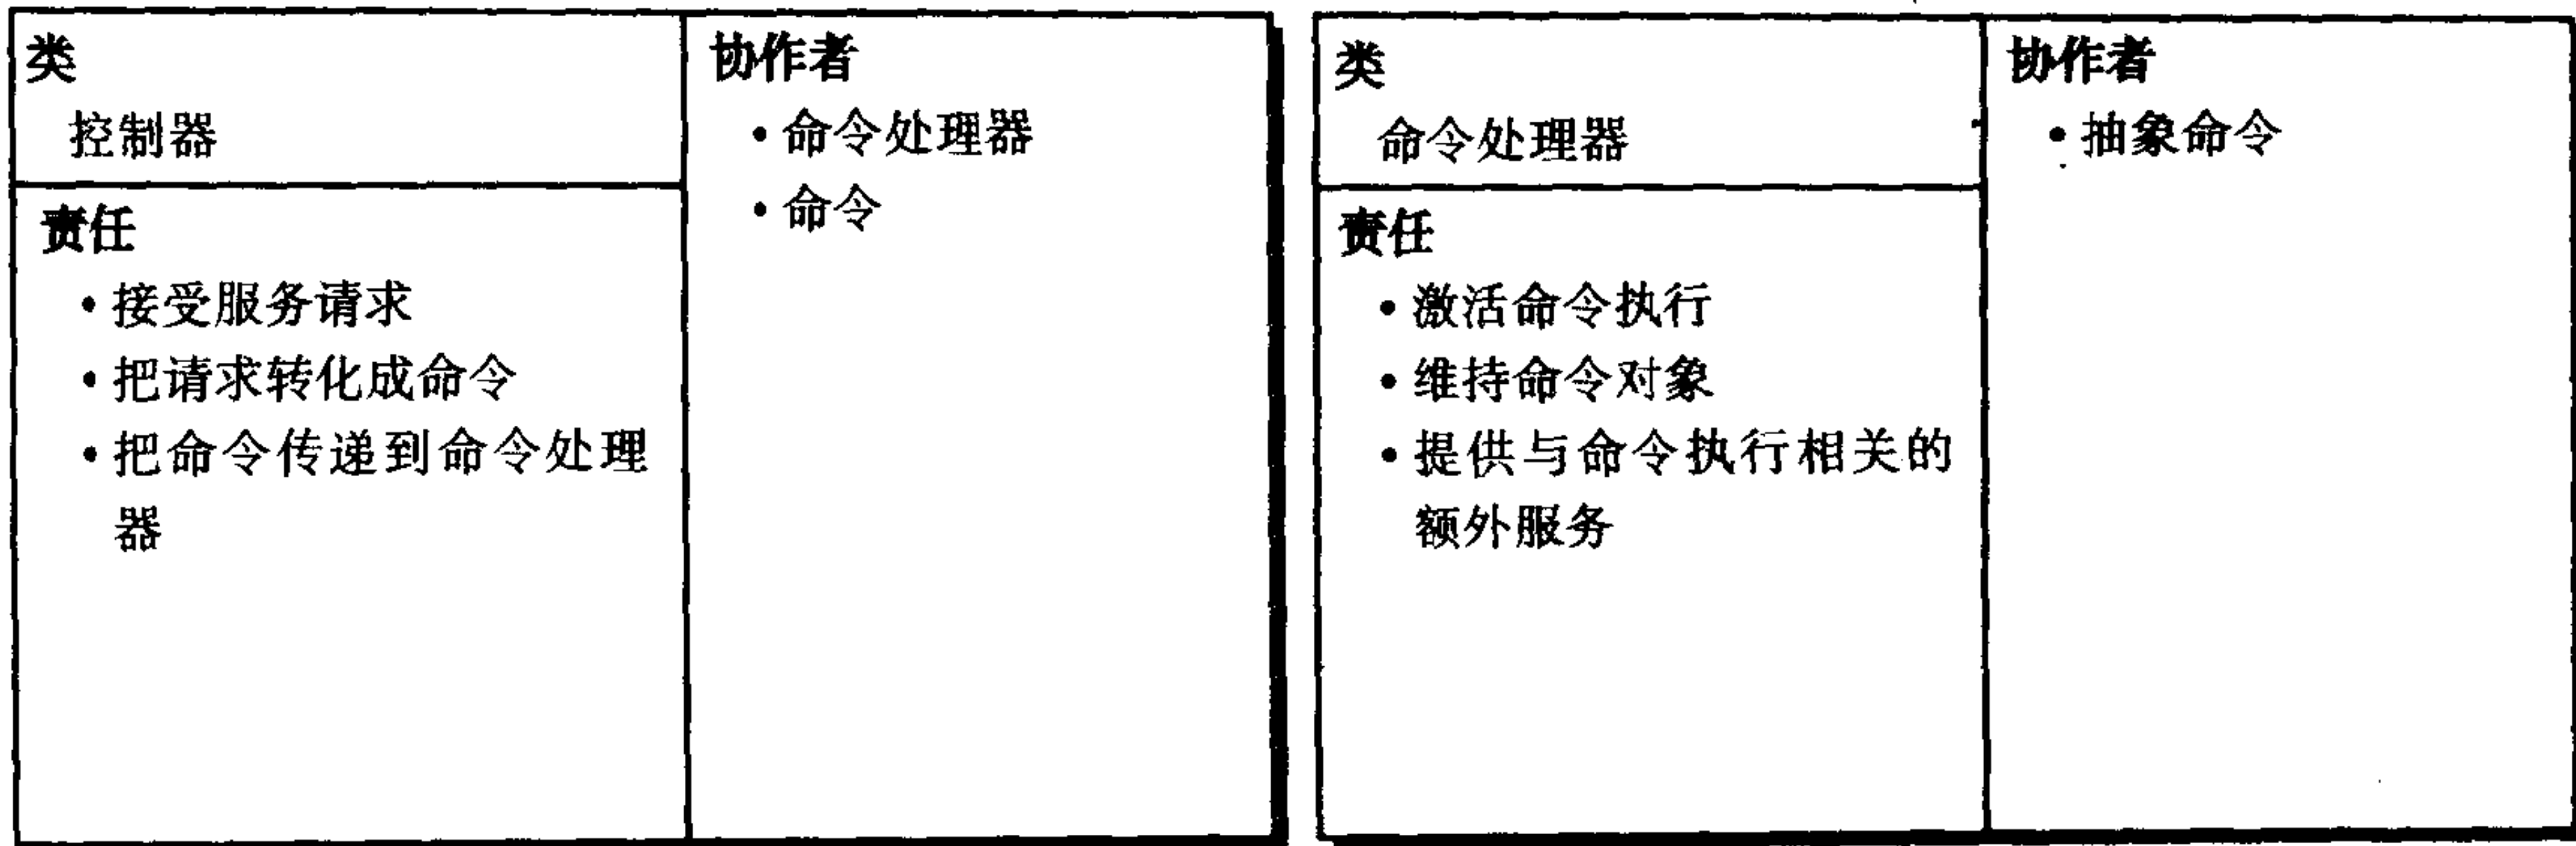 类
控制器
协作者
• 命令处理器
• 命令
责任
• 接受服务请求
• 把请求转化成命令
• 把命令传递到命令处理
器
类
命令处理器
协作者
• 抽象命令
责任
• 激活命令执行
• 维持命令对象
• 提供与命令执行相关的
额外服务